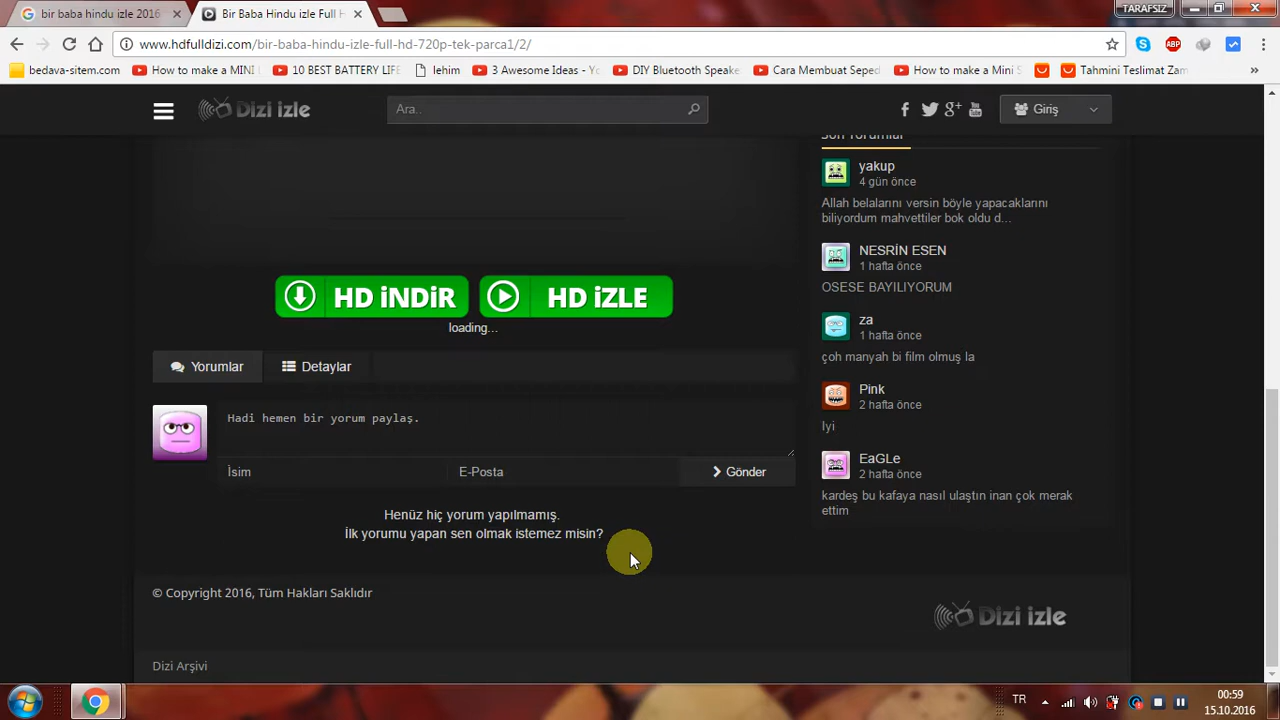 bir baba hindu izle 2016
Bir Baba Hindu izle Full H
TARAFSIZ
www.hdfulldizi.com/bir-baba-hindu-izle-full-hd-720p-tek-parca1/2/
ABP
bedava-sitem.com
How to make a MINI
10 BEST BATTERY LIFE
lehim
3 Awesome Ideas - Yo
DIY Bluetooth Speake
Cara Membuat Seped
How to make a Mini S
Tahmini Teslimat Zam
Dizi izle
Ara..
Giriş
Son Yorumlar
yakup
4 gün önce
Allah belalarını versin böyle yapacaklarını
biliyordum mahvettiler bok oldu d...
NESRİN ESEN
1 hafta önce
OSESE BAYILIYORUM
za
1 hafta önce
çoh manyah bi film olmuş la
Pink
2 hafta önce
Iyi
EaGLe
2 hafta önce
kardeş bu kafaya nasıl ulaştın inan çok merak
ettim
HD iNDiR
HD iZLE
loading...
Yorumlar
Detaylar
Hadi hemen bir yorum paylaş.
İsim
E-Posta
Gönder
Henüz hiç yorum yapılmamış.
İlk yorumu yapan sen olmak istemez misin?
© Copyright 2016, Tüm Hakları Saklıdır
Dizi izle
Dizi Arşivi
TR
00:59
15.10.2016